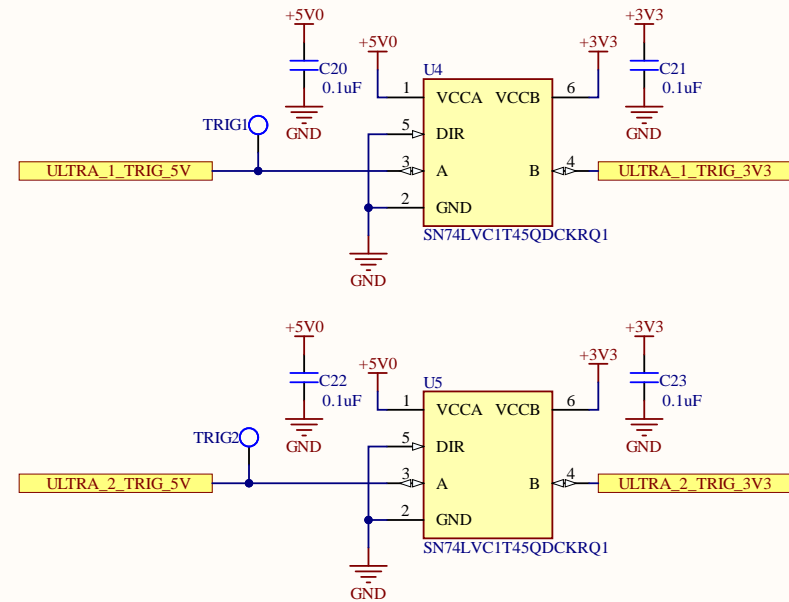 +5V0
+3V3
+5V0
+3V3
C20
0.1uF
GND
U4
C21
0.1uF
GND
1
VCCA
VCCB
6
TRIG1
5
DIR
ULTRA_1_TRIG_5V
3
A
B
4
ULTRA_1_TRIG_3V3
2
GND
SN74LVC1T45QDCKRQ1
GND
+5V0
+3V3
+5V0
+3V3
C22
0.1uF
GND
U5
C23
0.1uF
GND
1
VCCA
VCCB
6
TRIG2
5
DIR
ULTRA_2_TRIG_5V
3
A
B
4
ULTRA_2_TRIG_3V3
2
GND
SN74LVC1T45QDCKRQ1
GND